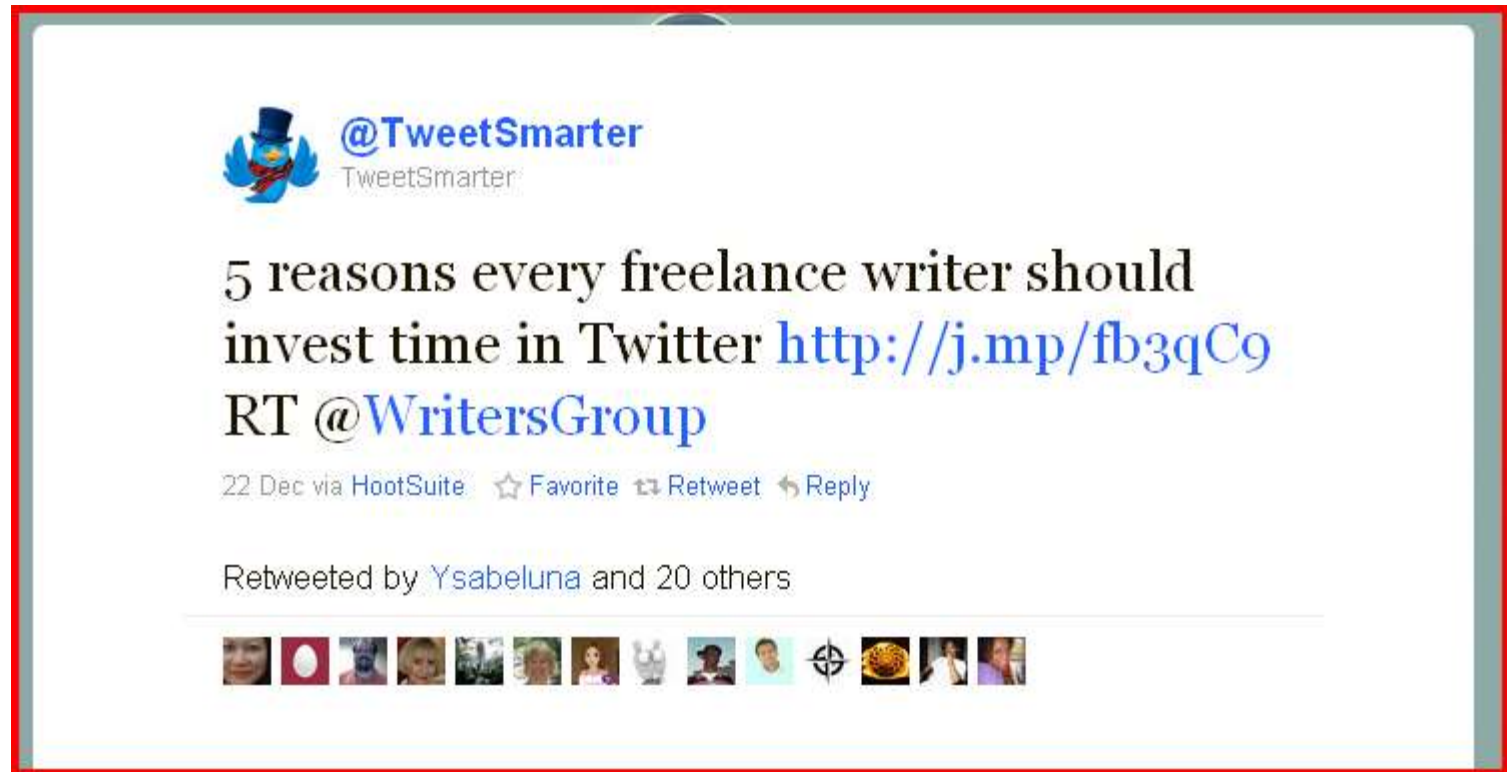 @TweetSmarter
TweetSmarter
5 reasons every freelance writer should
invest time in Twitter http://j.mp/fb3qC9
RT @WritersGroup
22 Dec via HootSuite Favorite Retweet Reply
Retweeted by Ysabeluna and 20 others